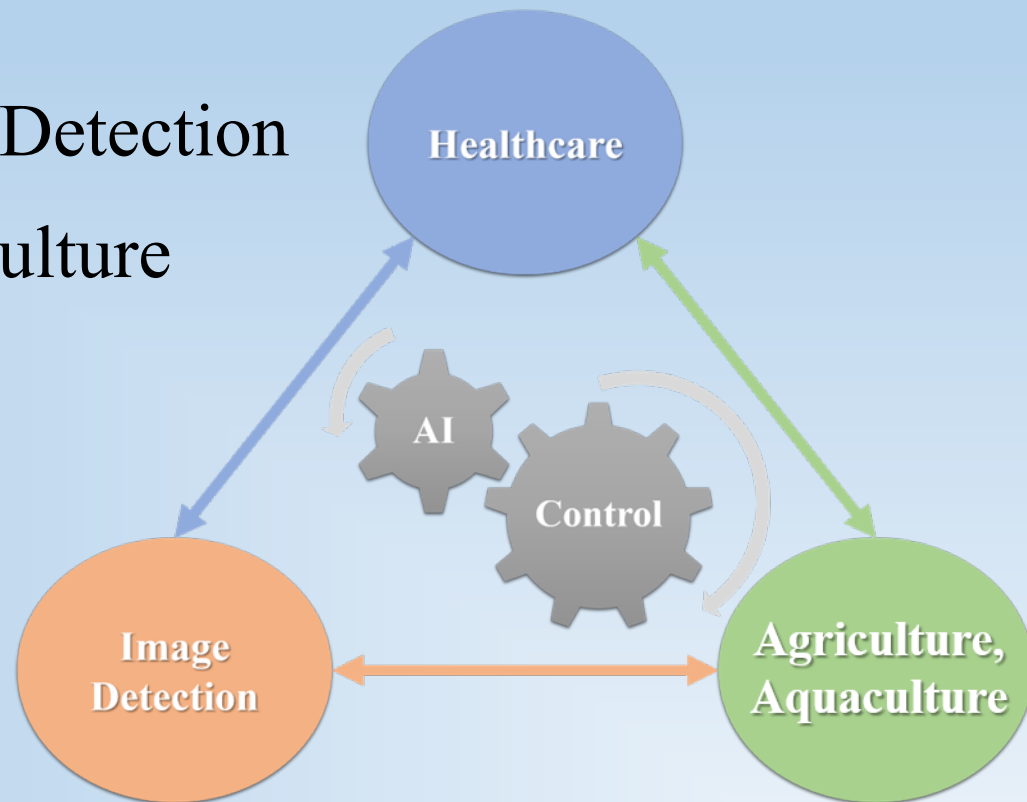 Detection
ulture
Healthcare
AI
Control
Image
Detection
Agriculture,
Aquaculture